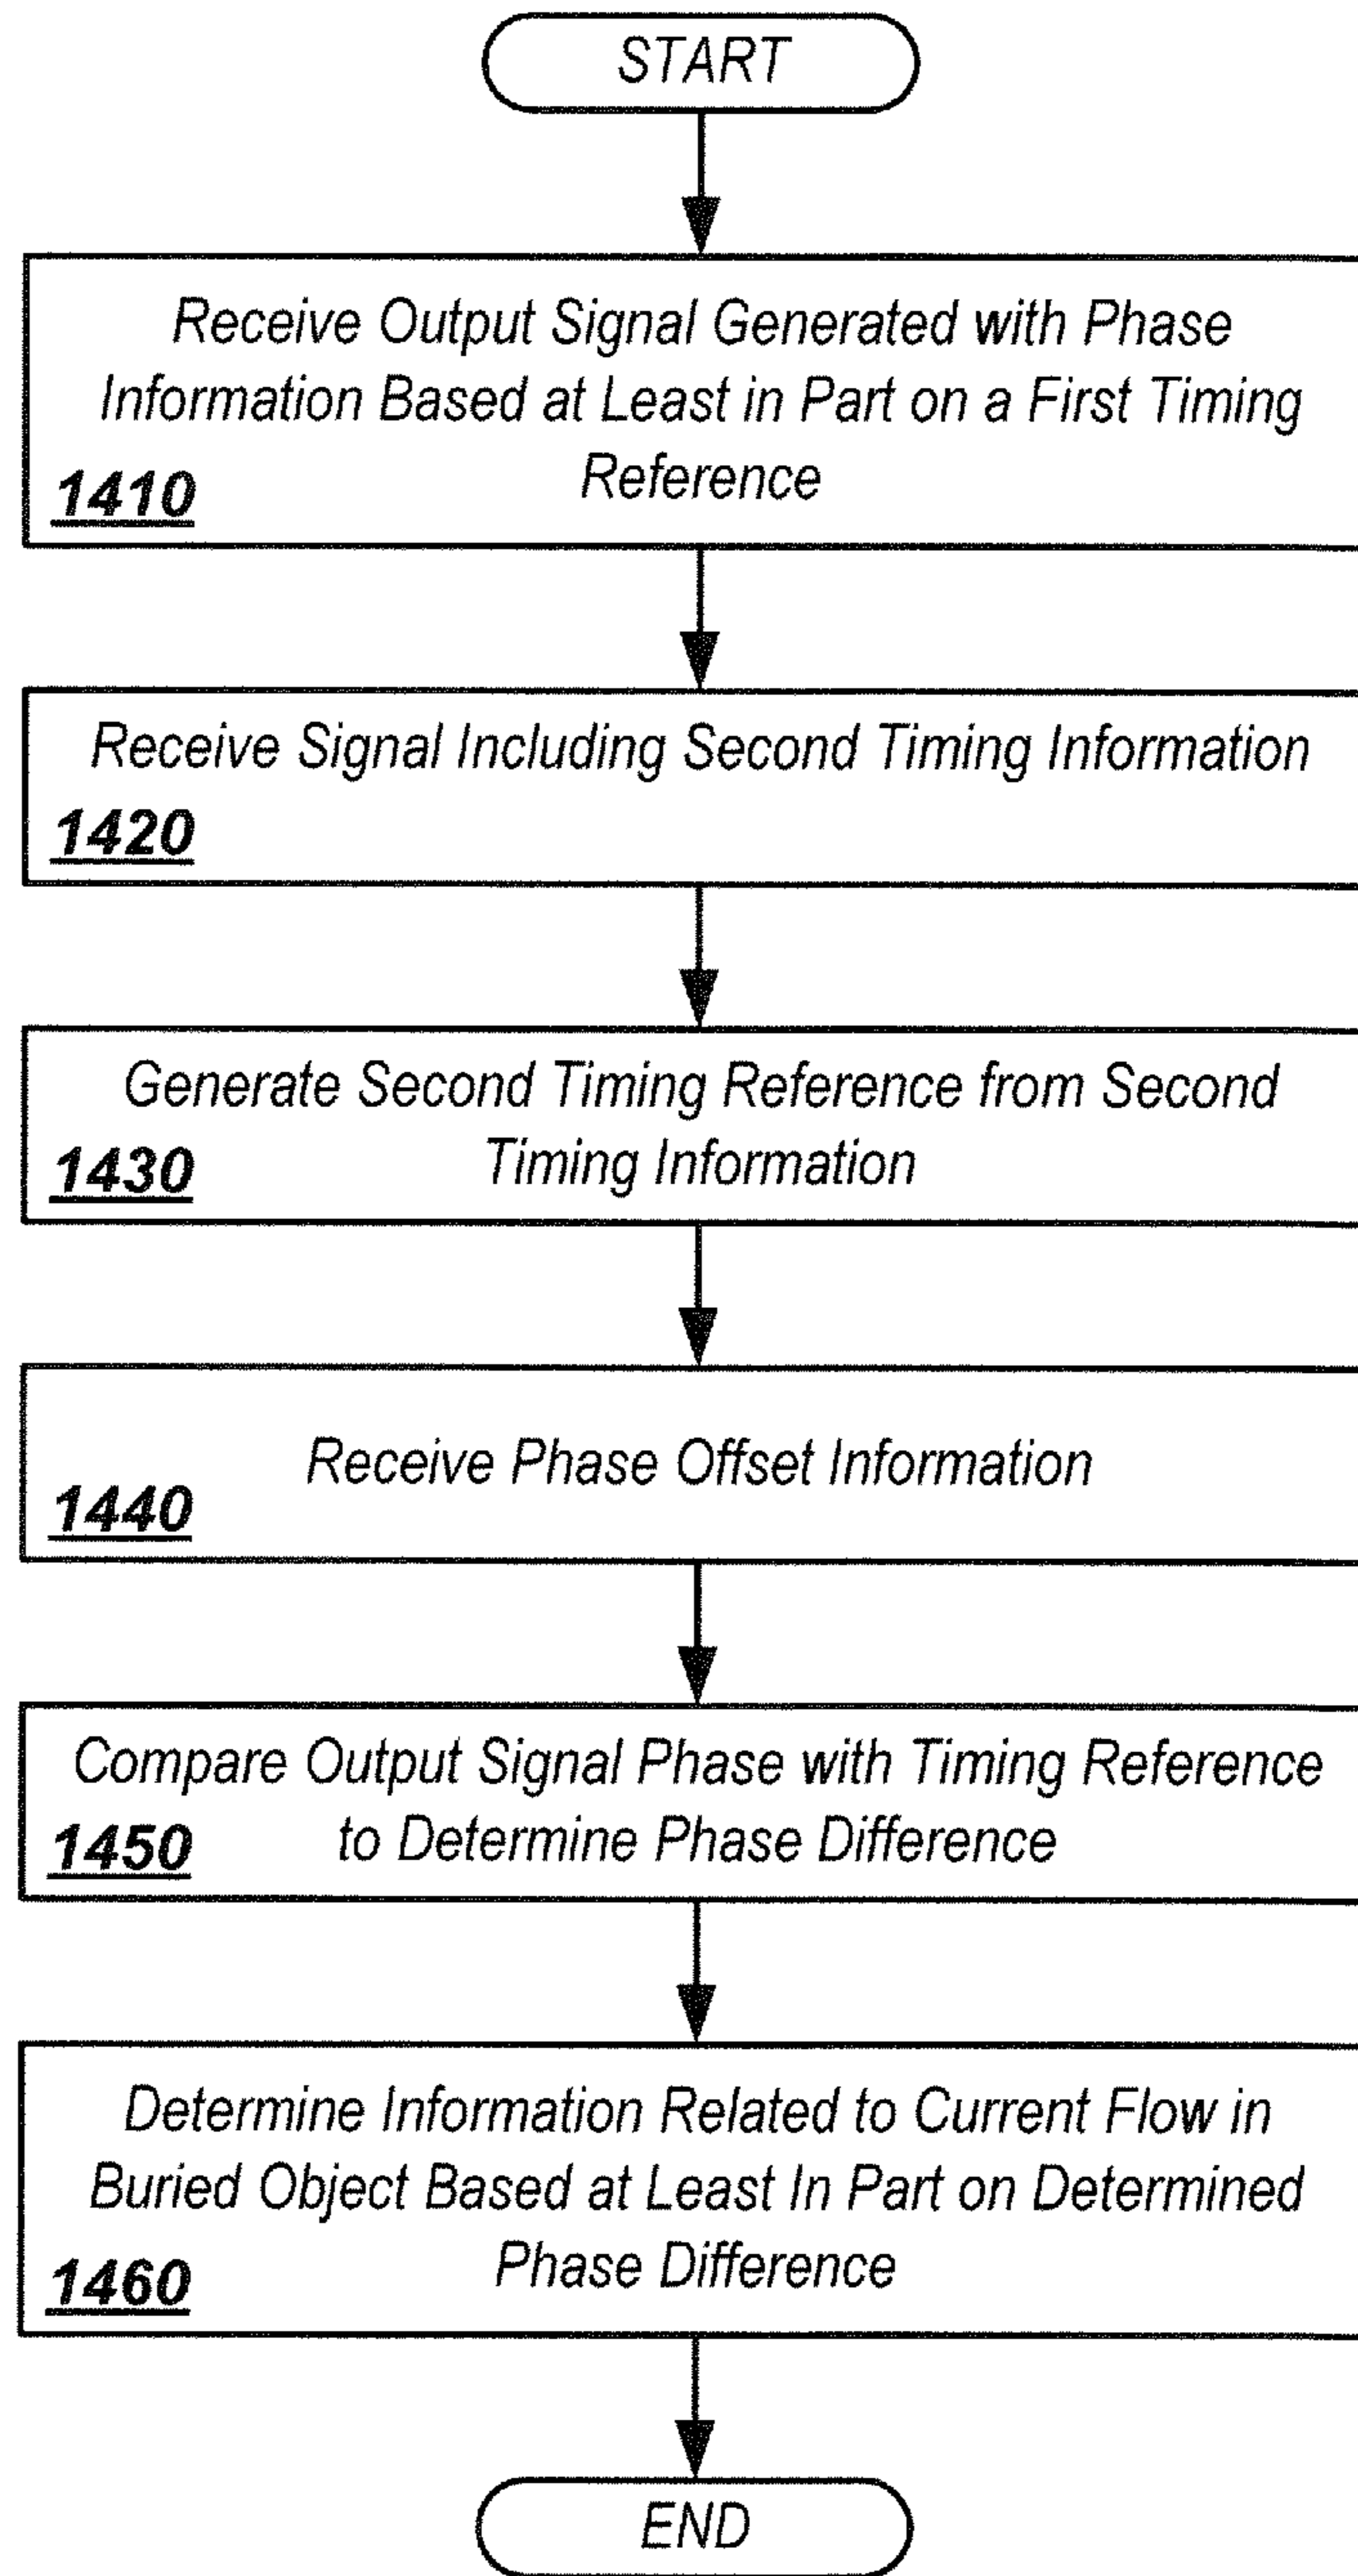 START
Receive Output Signal Generated with Phase
Information Based at Least in Part on a First Timing
Reference
1410
Receive Signal Including Second Timing Information
1420
Generate Second Timing Reference from Second
Timing Information
1430
Receive Phase Offset Information
1440
Compare Output Signal Phase with Timing Reference
to Determine Phase Difference
1450
Determine Information Related to Current Flow in
Buried Object Based at Least In Part on Determined
Phase Difference
1460
END